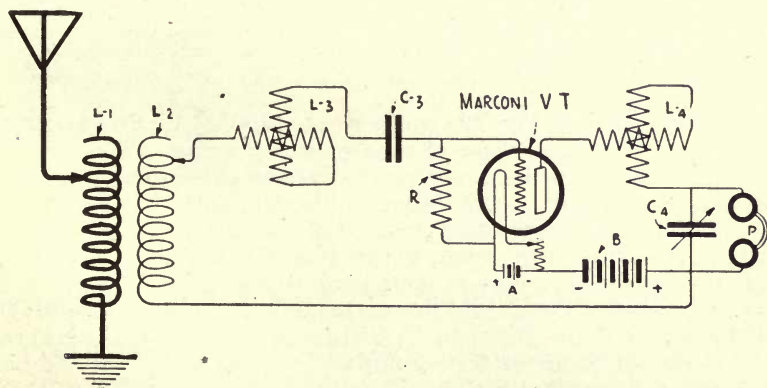 L-1
L-2
L-3
C-3
MARCONI V T
L-4
R
C4
P
B
+ A -
- +